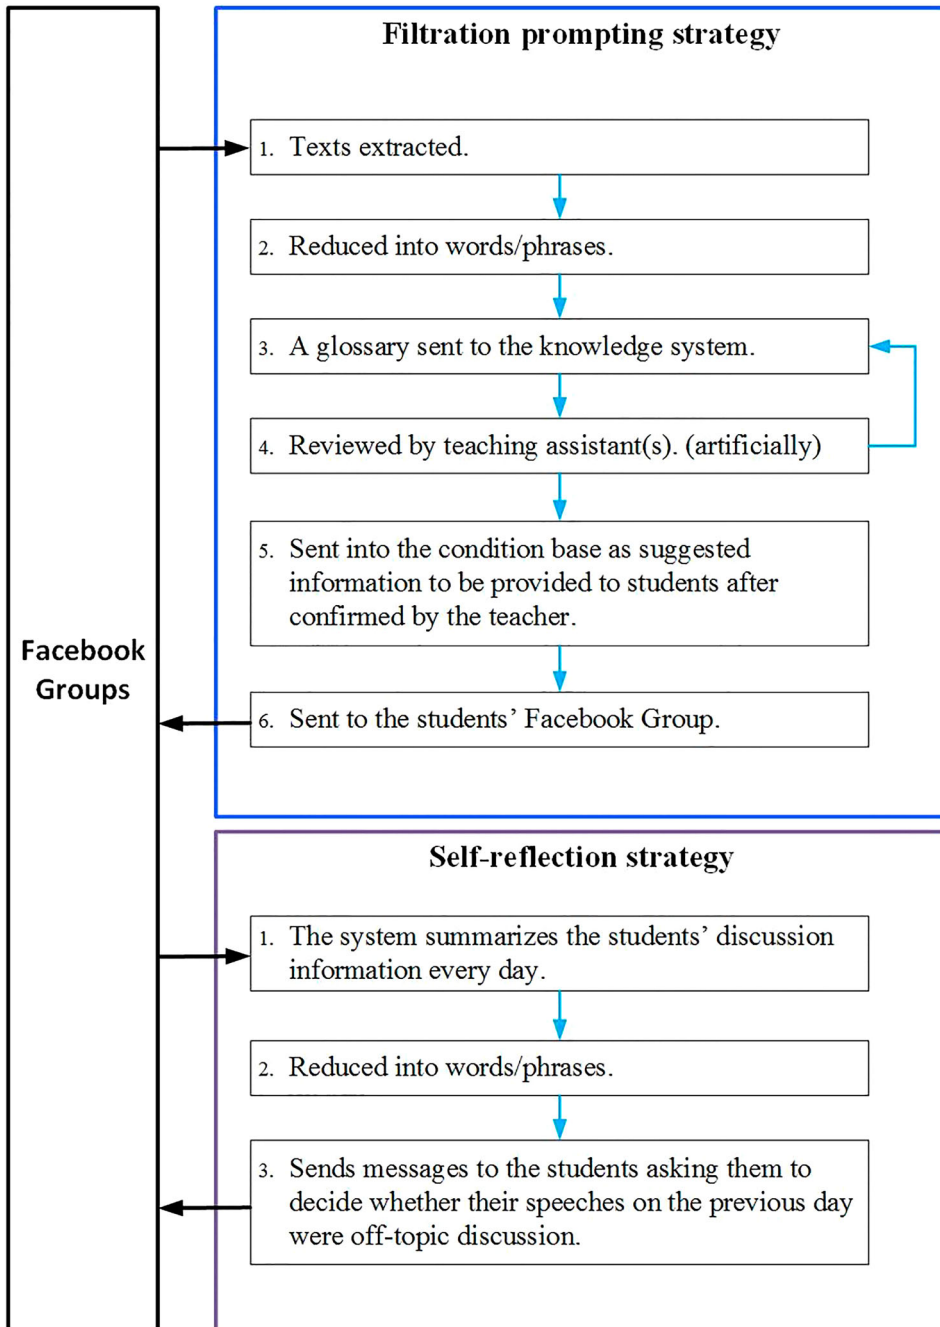 Filtration prompting strategy
1. Texts extracted.
2. Reduced into words/phrases.
3. A glossary sent to the knowledge system.
4. Reviewed by teaching assistant(s). (artificially)
5. Sent into the condition base as suggested
information to be provided to students after
confirmed by the teacher.
6. Sent to the students’ Facebook Group.
Facebook
Groups
Self-reflection strategy
1. The system summarizes the students’ discussion
information every day.
2. Reduced into words/phrases.
3. Sends messages to the students asking them to
decide whether their speeches on the previous day
were off-topic discussion.